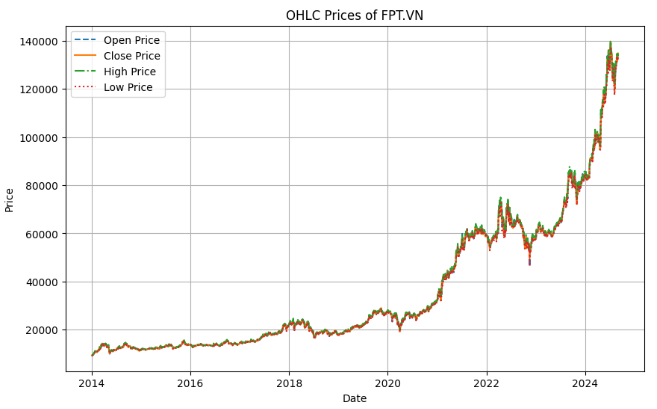 OHLC Prices of FPT.VN
Open Price
Close Price
High Price
Low Price
140000
120000
100000
80000
60000
40000
20000
Price
2014 2016 2018 2020 2022 2024
Date